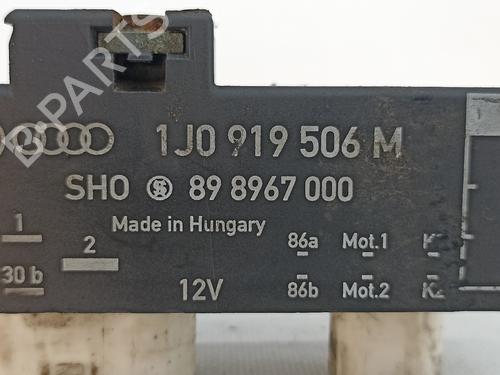 B-PARTS
1J0 919 506 M
SHO 89 8967 000
Made in Hungary
1 2 86a Mot.1
30 b 12V 86b Mot.2 K2